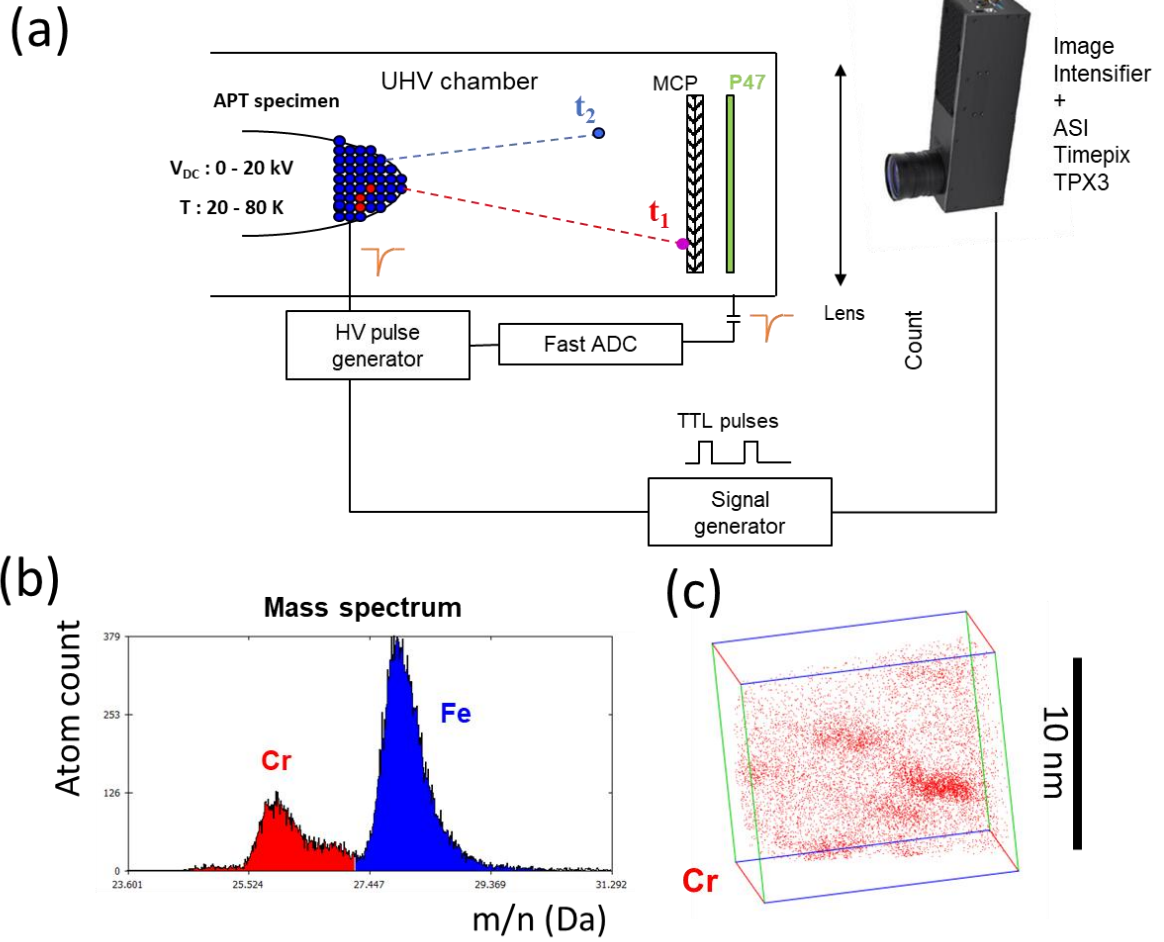 (a)
UHV chamber
APT specimen
V_DC : 0 - 20 kV
T : 20 - 80 K
t₂
t₁
MCP
P47
Image
Intensifier
+
ASI
Timepix
TPX3
Lens
Count
HV pulse
generator
Fast ADC
TTL pulses
Signal
generator
(b)
Mass spectrum
Atom count
379
253
126
0
Cr
Fe
23.601
25.524
27.447
29.369
31.292
m/n (Da)
(c)
10 nm
Cr